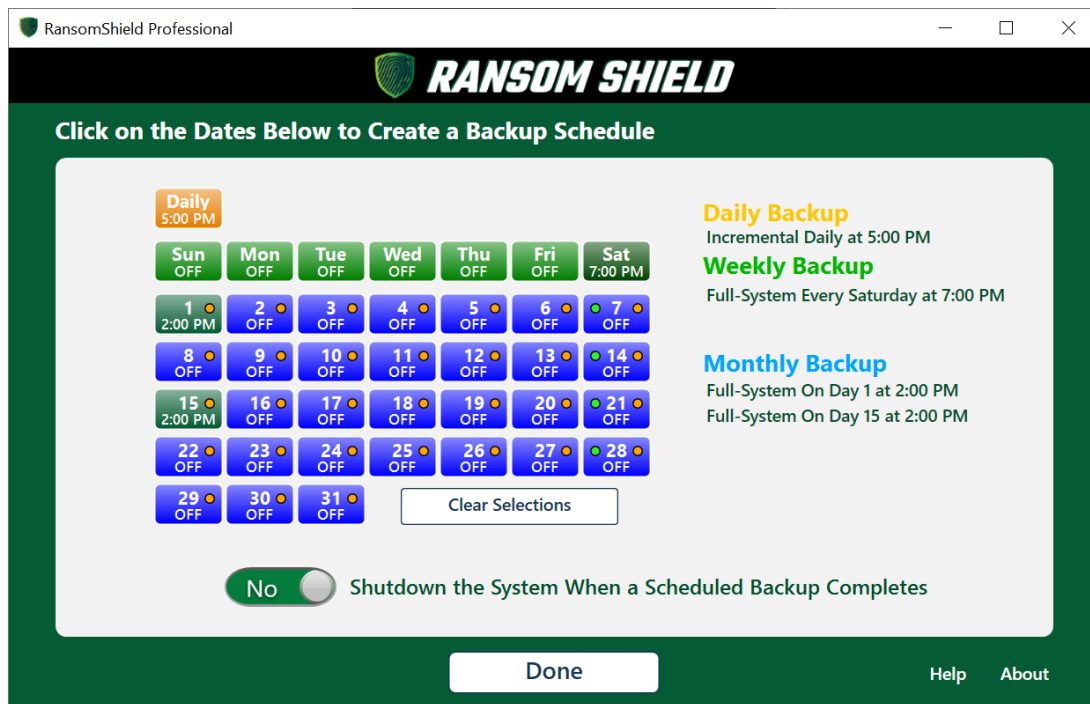 RansomShield Professional
RANSOM SHIELD
Click on the Dates Below to Create a Backup Schedule
Daily
5:00 PM
Sun Mon Tue Wed Thu Fri Sat
OFF OFF OFF OFF OFF OFF 7:00 PM
1 2 3 4 5 6 7
2:00 PM OFF OFF OFF OFF OFF OFF
8 9 10 11 12 13 14
OFF OFF OFF OFF OFF OFF OFF
15 16 17 18 19 20 21
2:00 PM OFF OFF OFF OFF OFF OFF
22 23 24 25 26 27 28
OFF OFF OFF OFF OFF OFF OFF
29 30 31
OFF OFF OFF
Clear Selections
Daily Backup
Incremental Daily at 5:00 PM
Weekly Backup
Full-System Every Saturday at 7:00 PM
Monthly Backup
Full-System On Day 1 at 2:00 PM
Full-System On Day 15 at 2:00 PM
No Shutdown the System When a Scheduled Backup Completes
Done
Help About